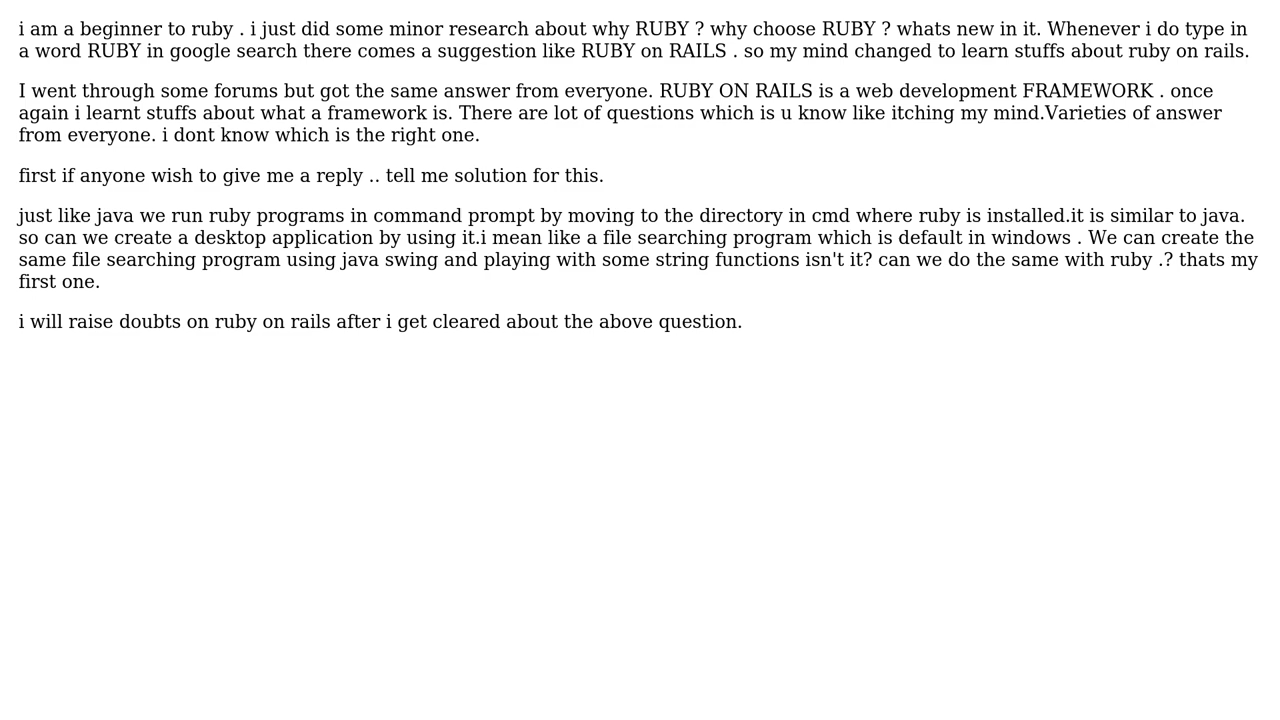 i am a beginner to ruby . i just did some minor research about why RUBY ? why choose RUBY ? whats new in it. Whenever i do type in
a word RUBY in google search there comes a suggestion like RUBY on RAILS . so my mind changed to learn stuffs about ruby on rails.
I went through some forums but got the same answer from everyone. RUBY ON RAILS is a web development FRAMEWORK . once
again i learnt stuffs about what a framework is. There are lot of questions which is u know like itching my mind.Varieties of answer
from everyone. i dont know which is the right one.
first if anyone wish to give me a reply .. tell me solution for this.
just like java we run ruby programs in command prompt by moving to the directory in cmd where ruby is installed.it is similar to java.
so can we create a desktop application by using it.i mean like a file searching program which is default in windows . We can create the
same file searching program using java swing and playing with some string functions isn't it? can we do the same with ruby .? thats my
first one.
i will raise doubts on ruby on rails after i get cleared about the above question.